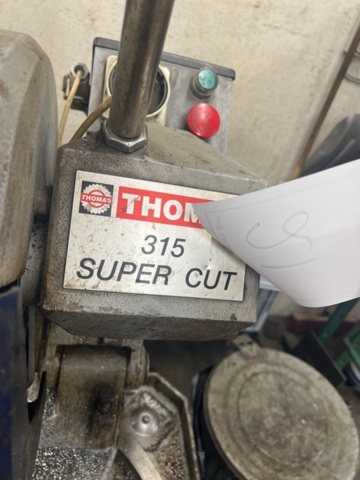 THOMAS
THOM
315
SUPER CUT